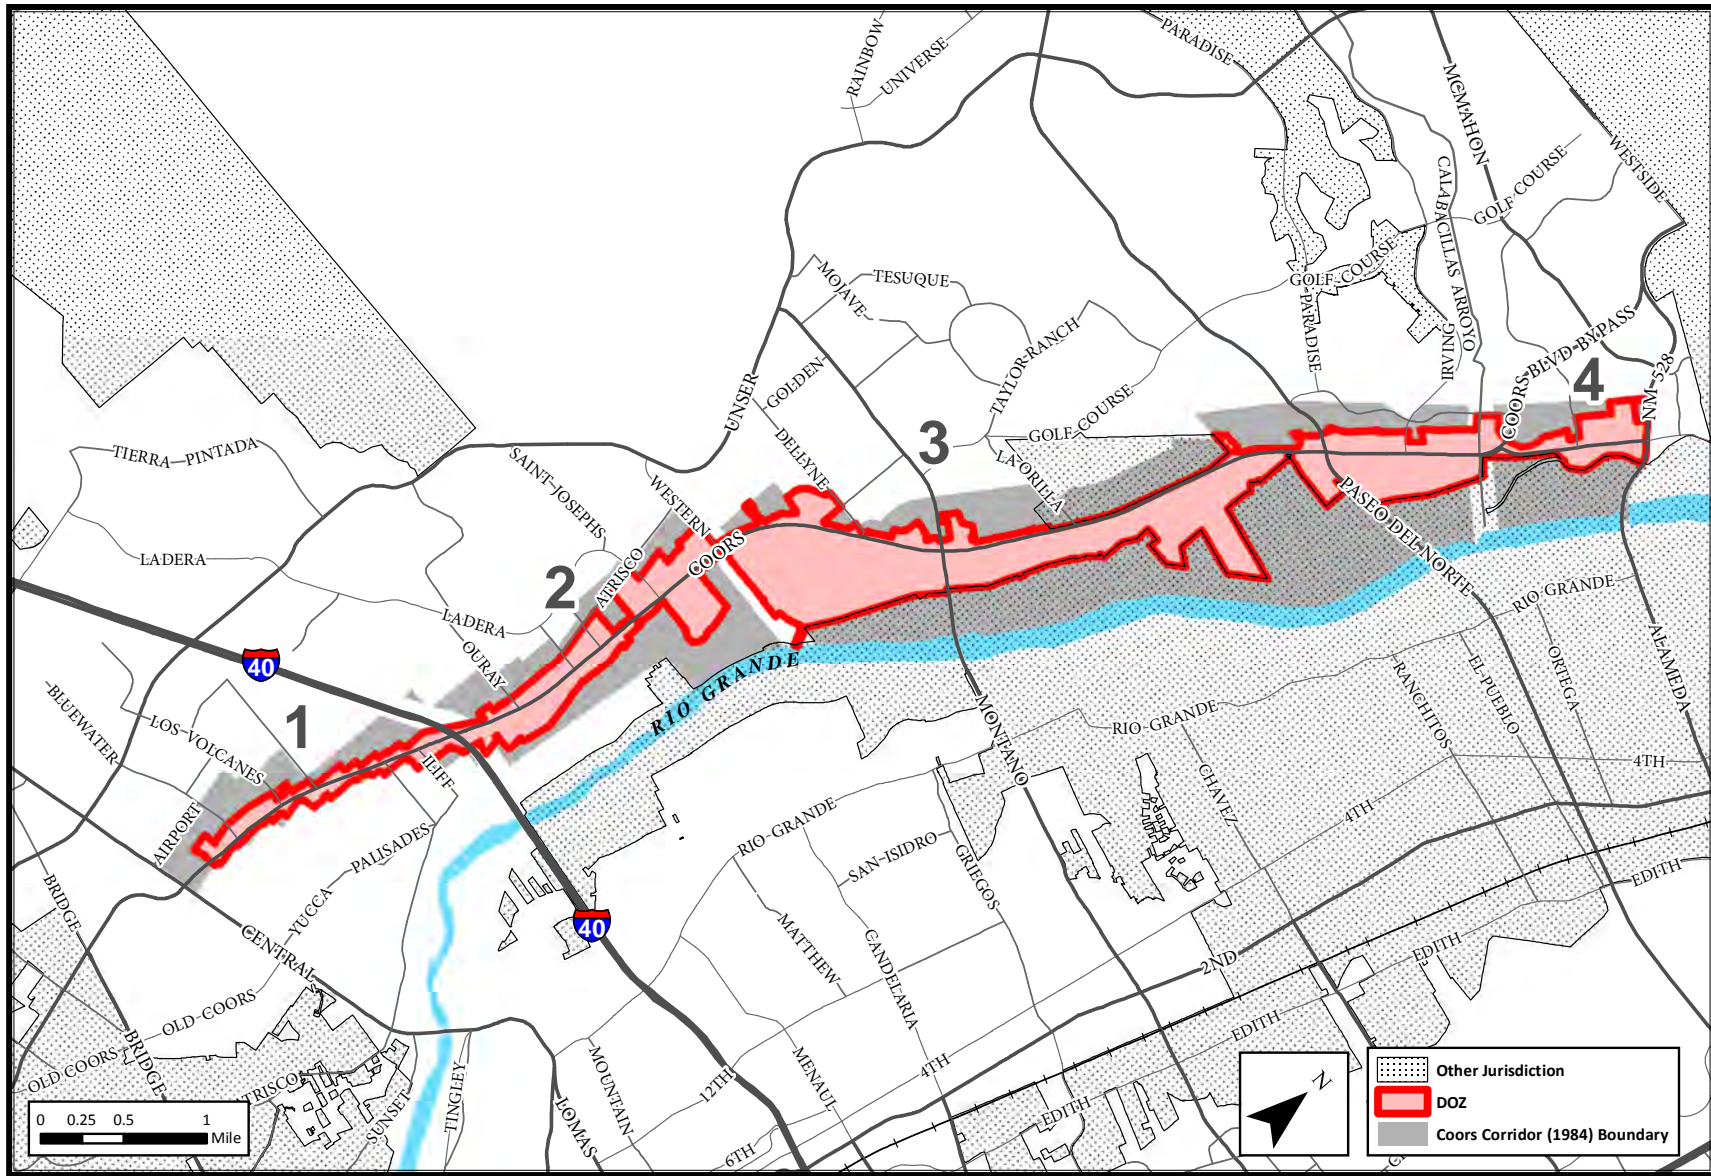 PARADISE
RAINBOW
UNIVERSE
MCMAHON
WESTSIDE
CALABACILLAS ARROYO
GOLF COURSE
GOLF-COURSE
PARADISE
IRVING
COORS-BLVD-BYPASS
4
NM-528
MOJAVE
TESUQUE
TAYLOR-RANCH
GOLDEN
UNSER
DELLYNE
3
GOLF-COURSE
LA-ORILLA
TIERRA-PINTADA
SAINT-JOSEPHS
WESTERN
COORS
PASEO DEL NORTE
LADERA
2
ATRISCO
LADERA
OURAY
RIO GRANDE
40
RIO GRANDE
ALAMEDA
ORTEGA
EL-PUEBLO
RANCHITOS
BLUEWATER
LOS-VOLCANES
1
ILIFF
MONTANO
RIO-GRANDE
CHAVEZ
4TH
4TH
AIRPORT
PALISADES
YUCCA
RIO-GRANDE
SAN-ISIDRO
GRIEGOS
EDITH
BRIDGE
CENTRAL
40
MATTHEW
CANDELARIA
2ND
EDITH
OLD-COORS
OLD COORS
BRIDGE
TRISCO
SUNSET
TINGLEY
LOMAS
MOUNTAIN
12TH
MENAUL
4TH
6TH
EDITH
EDITH
0 0.25 0.5 1
Mile
N
Other Jurisdiction
DOZ
Coors Corridor (1984) Boundary